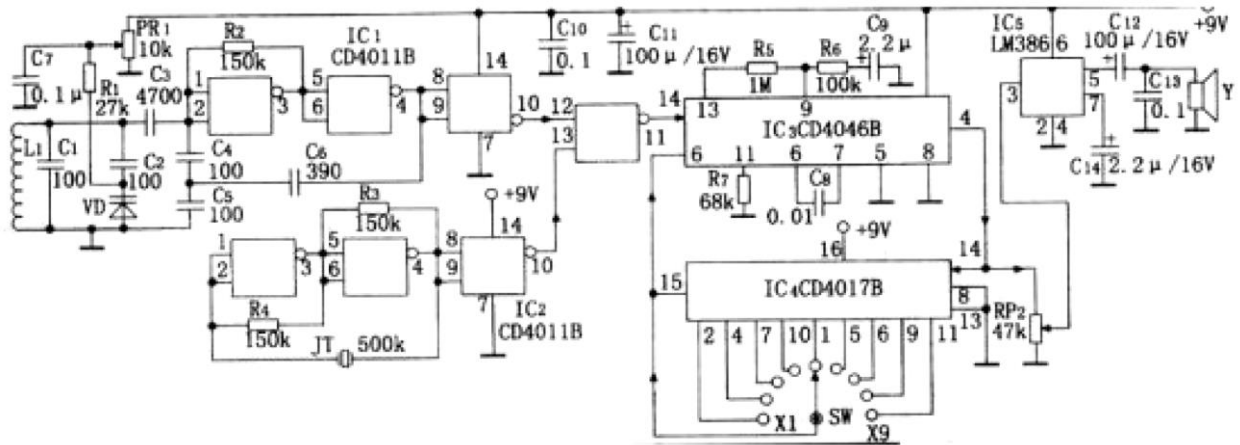 C7
0.1μ
PR1
10k
R1
27k
C3
4700
R2
150k
IC1
CD4011B
1
2
3
5
6
4
8
9
14
7
10
12
13
11
L1
C1
100
C2
100
VD
C4
100
C5
100
C6
390
R3
150k
R4
150k
JT
500k
1
2
3
5
6
4
8
9
+9V
14
7
10
IC2
CD4011B
C10
0.1
C11
100μ/16V
R5
1M
R6
100k
C9
2.2μ
14
13
9
IC3CD4046B
4
6
11
6
7
5
8
R7
68k
C8
0.01
+9V
16
15
IC4CD4017B
14
8
13
2
4
7
10
1
5
6
9
11
X1
SW
X9
RP2
47k
IC5
LM386
6
3
5
7
2
4
C12
100μ/16V
+9V
C13
0.1
Y
C14
2.2μ/16V